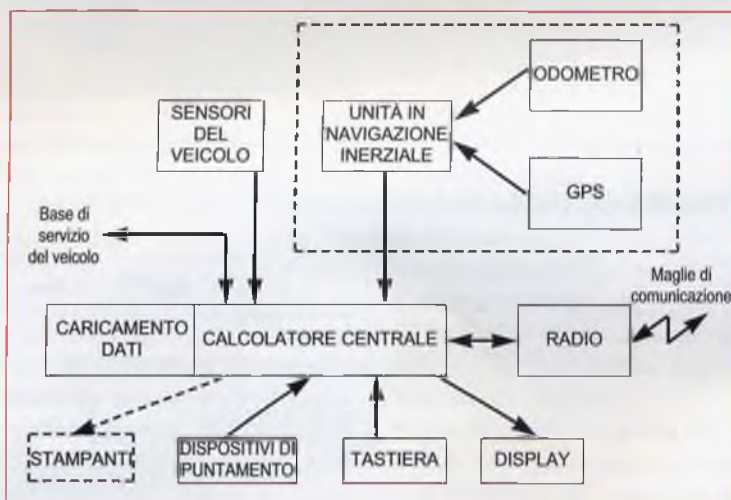 ODOMETRO
SENSORI
DEL
VEICOLO
UNITÀ IN
NAVIGAZIONE
INERZIALE
GPS
Base di
servizio
del veicolo
Maglie di
comunicazione
CARICAMENTO
DATI
CALCOLATORE CENTRALE
RADIO
STAMPANTI
DISPOSITIVI DI
PUNTAMENTO
TASTIERA
DISPLAY